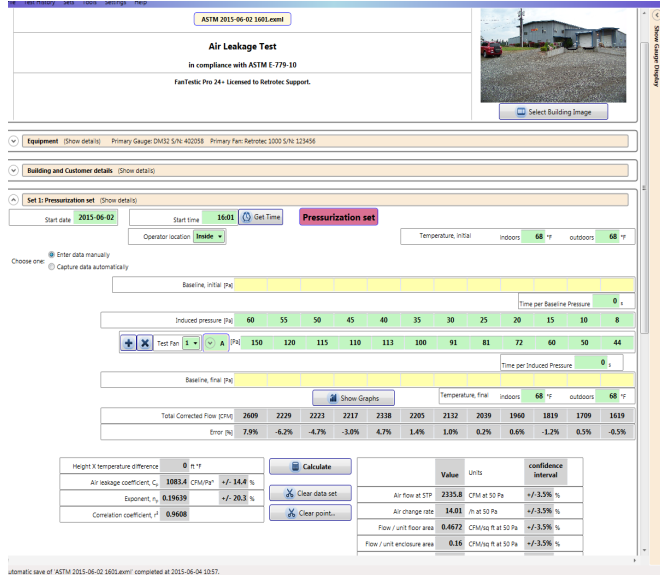 File Test History Sets Tools Settings Help
ASTM 2015-06-02 1601.exml
Air Leakage Test
in compliance with ASTM E-779-10
FanTestic Pro 24+ Licensed to Retrotec Support.
Select Building Image
Show Gauge Display
Equipment (Show details) Primary Gauge: DM32 S/N: 402058 Primary Fan: Retrotec 1000 S/N: 123456
Building and Customer details (Show details)
Set 1: Pressurization set (Show details)
Start date 2015-06-02 Start time 16:01 Get Time Pressurization set
Operator location Inside Temperature, initial indoors 68 °F outdoors 68 °F
Choose one: Enter data manually
Capture data automatically
Baseline, initial [Pa]
Time per Baseline Pressure 0 s
Induced pressure [Pa] 60 55 50 45 40 35 30 25 20 15 10 8
Test Fan 1 A [Pa] 150 120 115 110 113 100 91 81 72 60 50 44
Time per Induced Pressure 0 s
Baseline, final [Pa]
Show Graphs Temperature, final indoors 68 °F outdoors 68 °F
Total Corrected Flow [CFM] 2609 2229 2223 2217 2338 2205 2132 2039 1960 1819 1709 1619
Error [%] 7.9% -6.2% -4.7% -3.0% 4.7% 1.4% 1.0% 0.2% 0.6% -1.2% 0.5% -0.5%
Height X temperature difference 0 ft °F
Air leakage coefficient, Cₚ 1083.4 CFM/Paⁿ +/- 14.4 %
Exponent, nₚ 0.19639 +/- 20.3 %
Correlation coefficient, r² 0.9608
Calculate
Clear data set
Clear point...
Value Units confidence interval
Air flow at STP 2335.8 CFM at 50 Pa +/-3.5% %
Air change rate 14.01 /h at 50 Pa +/-3.5% %
Flow / unit floor area 0.4672 CFM/sq ft at 50 Pa +/-3.5% %
Flow / unit enclosure area 0.16 CFM/sq ft at 50 Pa +/-3.5% %
utomatic save of 'ASTM 2015-06-02 1601.exml' completed at 2015-06-04 10:57.